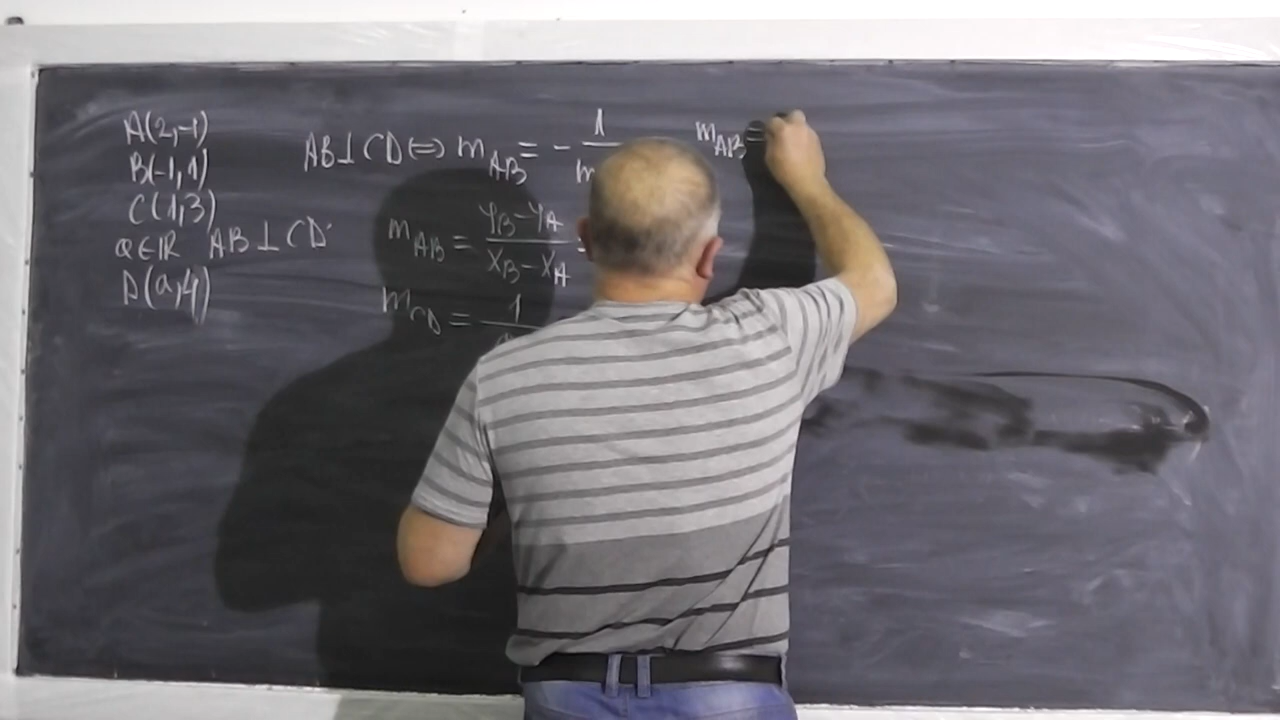 A(2,-1)
B(-1,1)
C(1,3)
a∈ℝ AB⊥CD
D(a,4)
AB⊥CD⇔ m_AB = - 1/m
m_AB = (y_B - y_A)/(x_B - x_A) =
m_CD = 1/
m_AB =